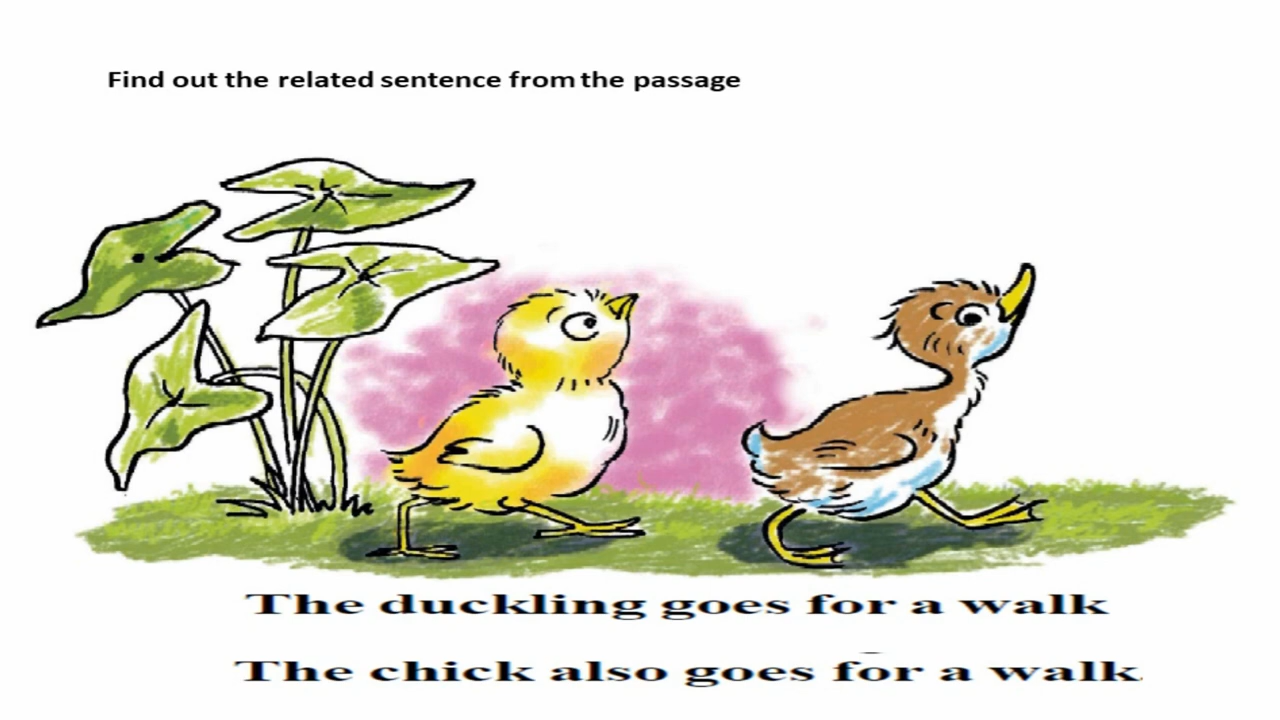 Find out the related sentence from the passage
The duckling goes for a walk
The chick also goes for a walk.